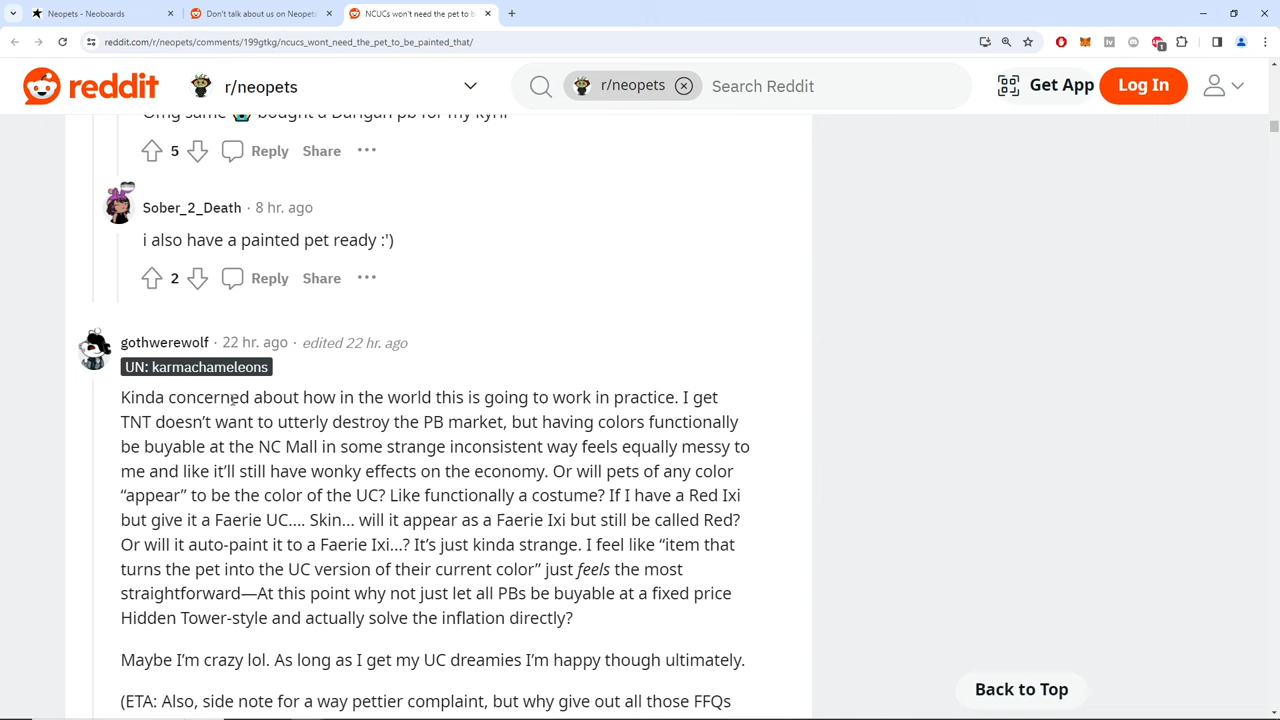 Neopets - Neoboards
Don't talk about us on Neopet
NCUCs won't need the pet to b
reddit.com/r/neopets/comments/199gtkg/ncucs_wont_need_the_pet_to_be_painted_that/
reddit
r/neopets
r/neopets
Search Reddit
Get App
Log In
Omg same bought a Darigan pb for my kyrii
5
Reply
Share
Sober_2_Death · 8 hr. ago
i also have a painted pet ready :')
2
Reply
Share
gothwerewolf · 22 hr. ago · edited 22 hr. ago
UN: karmachameleons
Kinda concerned about how in the world this is going to work in practice. I get
TNT doesn’t want to utterly destroy the PB market, but having colors functionally
be buyable at the NC Mall in some strange inconsistent way feels equally messy to
me and like it’ll still have wonky effects on the economy. Or will pets of any color
“appear” to be the color of the UC? Like functionally a costume? If I have a Red Ixi
but give it a Faerie UC…. Skin… will it appear as a Faerie Ixi but still be called Red?
Or will it auto-paint it to a Faerie Ixi…? It’s just kinda strange. I feel like “item that
turns the pet into the UC version of their current color” just feels the most
straightforward—At this point why not just let all PBs be buyable at a fixed price
Hidden Tower-style and actually solve the inflation directly?
Maybe I’m crazy lol. As long as I get my UC dreamies I’m happy though ultimately.
(ETA: Also, side note for a way pettier complaint, but why give out all those FFQs
Back to Top